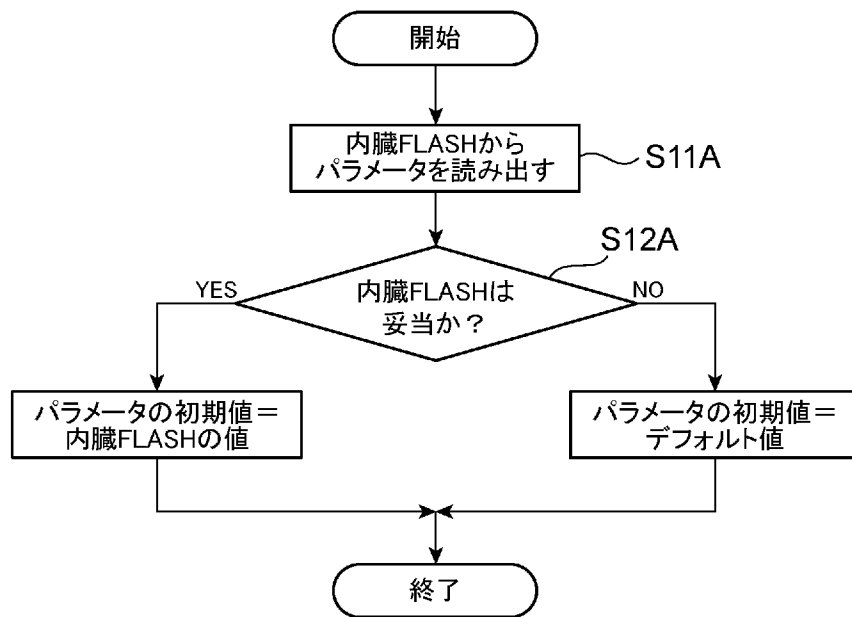 開始
内臓FLASHから
パラメータを読み出す
S11A
S12A
YES
内臓FLASHは
妥当か？
NO
パラメータの初期値＝
内臓FLASHの値
パラメータの初期値＝
デフォルト値
終了